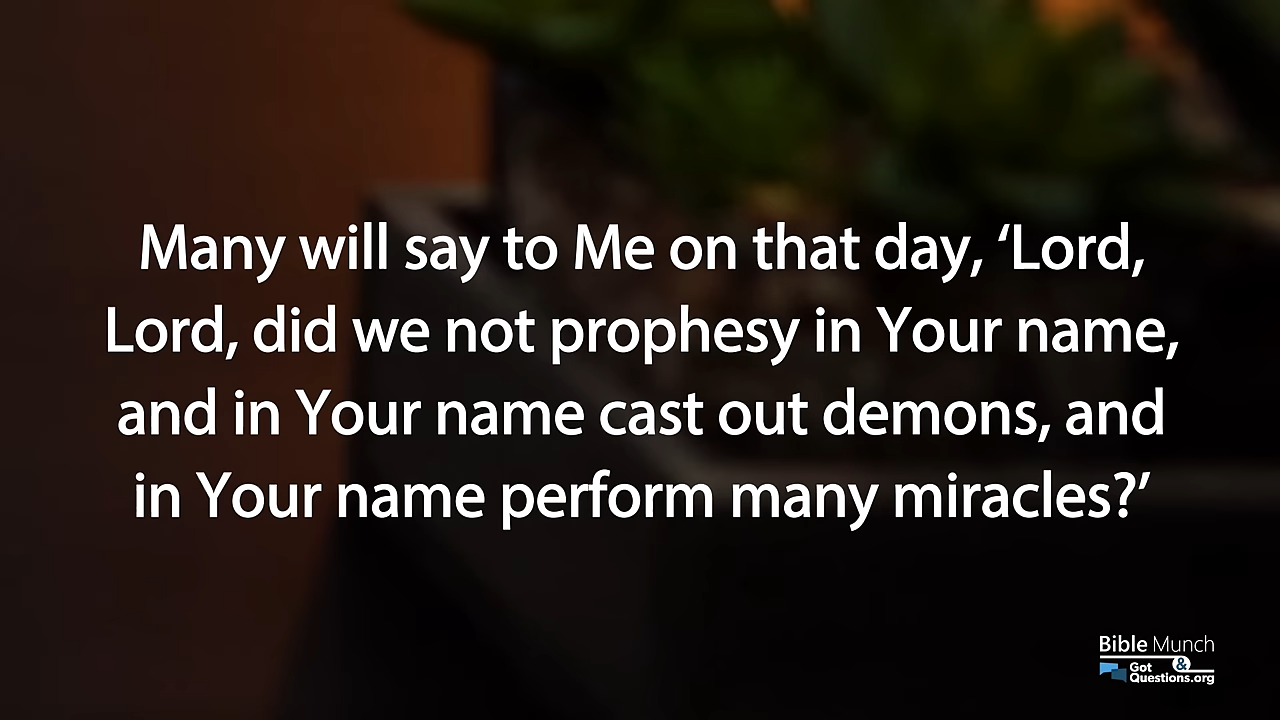 Many will say to Me on that day, ‘Lord,
Lord, did we not prophesy in Your name,
and in Your name cast out demons, and
in Your name perform many miracles?’
Bible Munch
&
Got
Questions.org